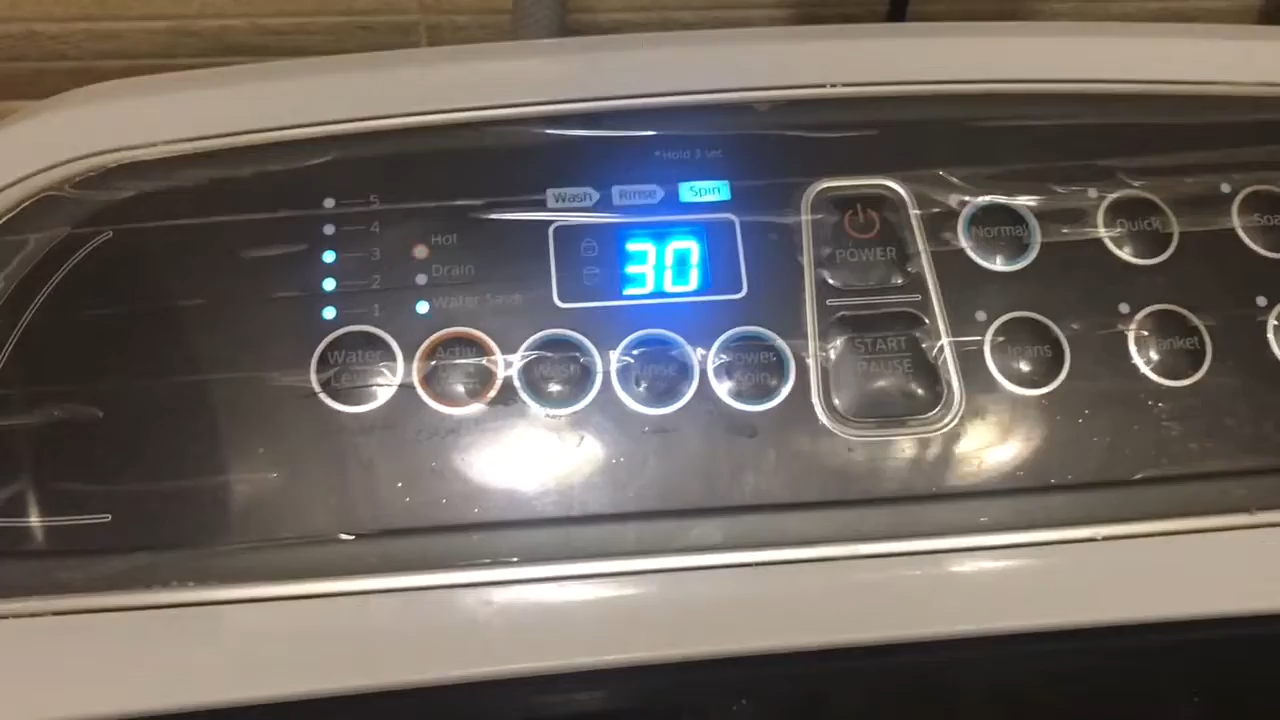 *Hold 3 sec
Wash Rinse Spin
5
4
3
2
1
Hot
Drain
Water Save
30
POWER
START
PAUSE
Normal
Quick
Water
Level
Activ
Wash
Rinse
Power
Spin
Jeans